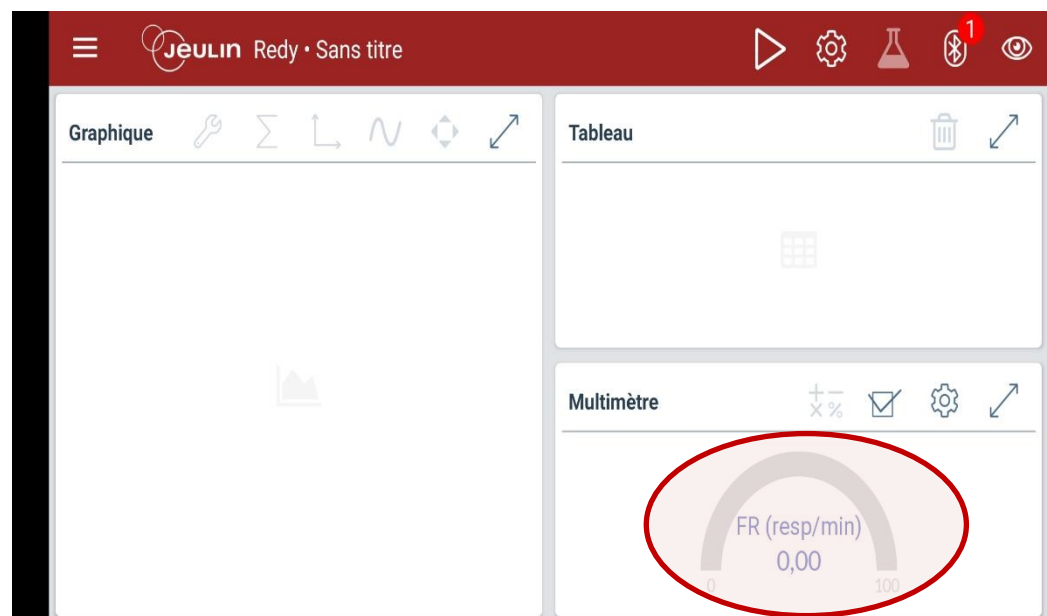 Jeulin Redy • Sans titre
1
Graphique
Tableau
Multimètre
FR (resp/min)
0,00
0 100